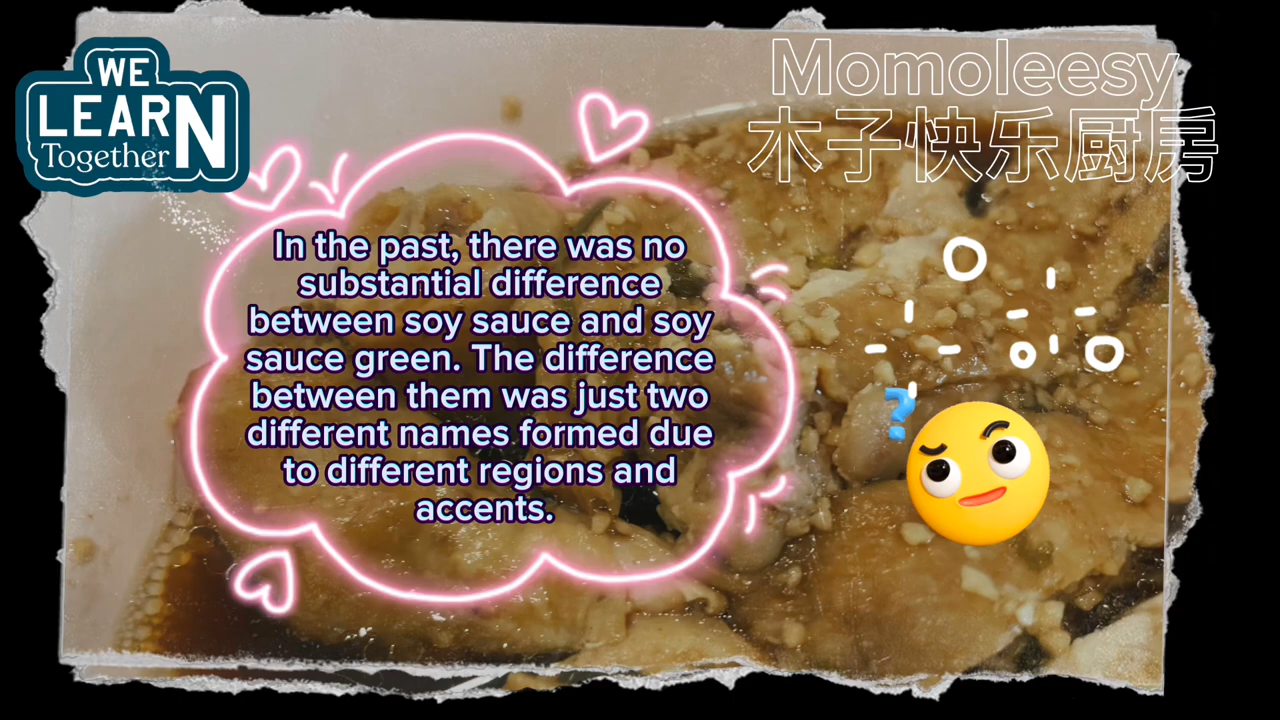 WE
LEARN
Together
Momoleesy
木子快乐厨房
In the past, there was no
substantial difference
between soy sauce and soy
sauce green. The difference
between them was just two
different names formed due
to different regions and
accents.
?